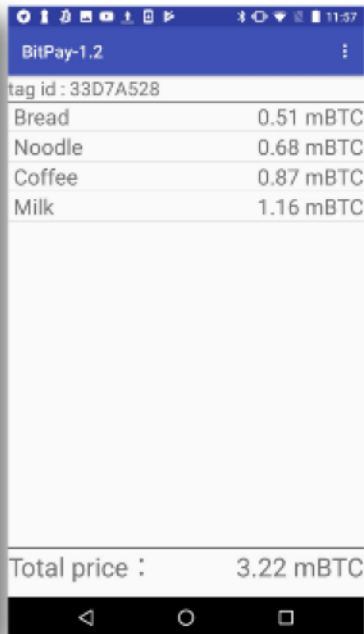 11:57
BitPay-1.2
tag id : 33D7A528
Bread 0.51 mBTC
Noodle 0.68 mBTC
Coffee 0.87 mBTC
Milk 1.16 mBTC
Total price： 3.22 mBTC